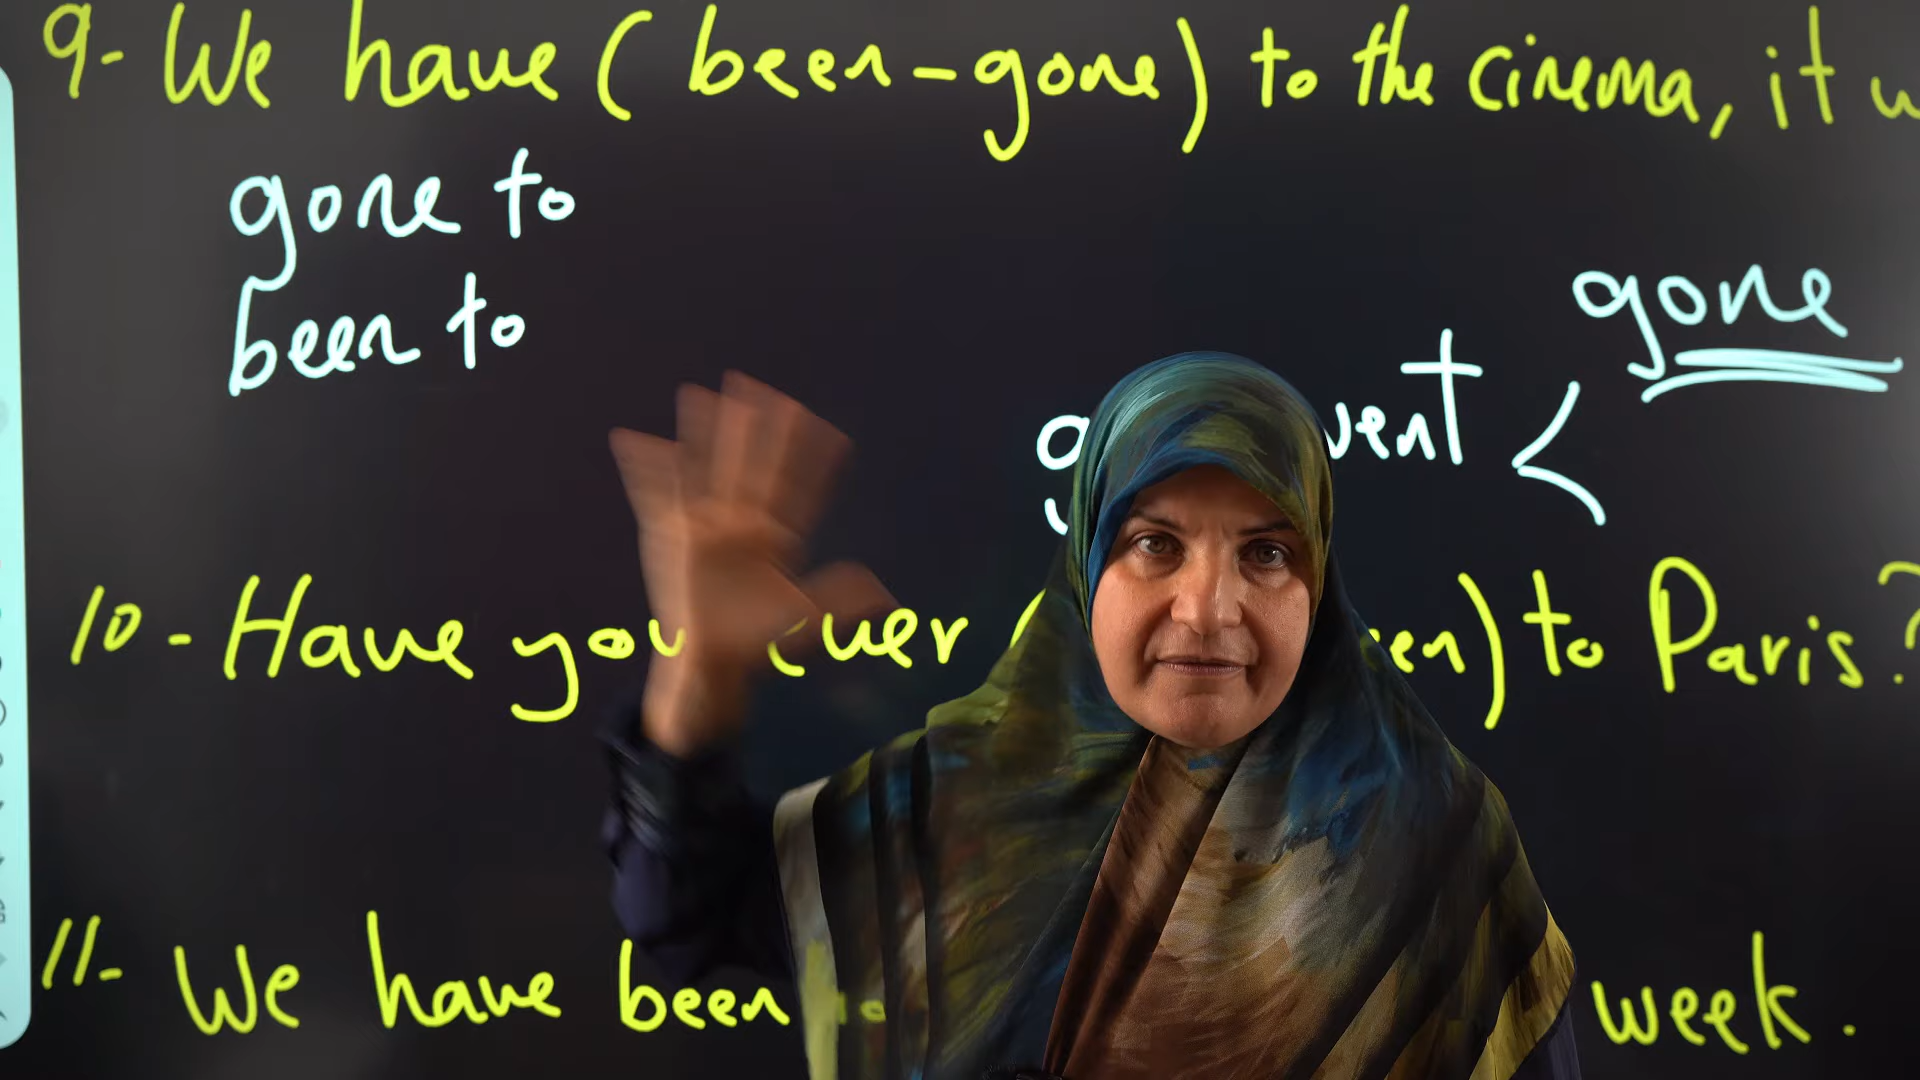 9- We have (been-gone) to the cinema, it
gone to
been to
gone
10- Have you ever to Paris?
11- We have been week.